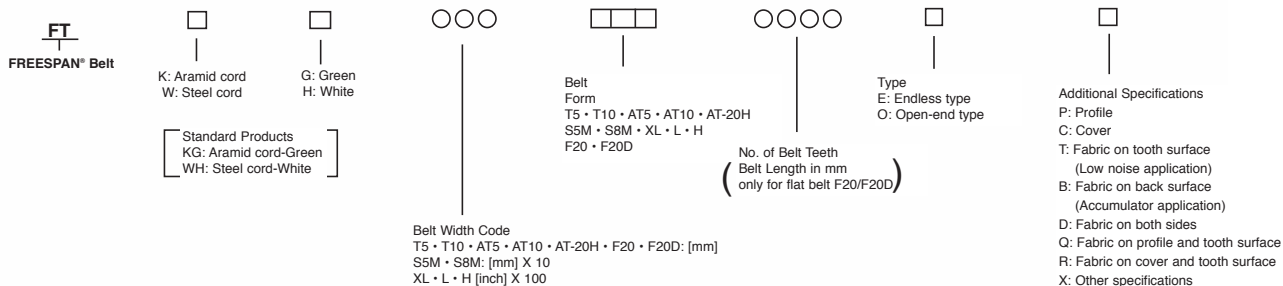 FT
FREESPAN® Belt
K: Aramid cord
W: Steel cord
G: Green
H: White
Standard Products
KG: Aramid cord-Green
WH: Steel cord-White
Belt Width Code
T5 • T10 • AT5 • AT10 • AT-20H • F20 • F20D: [mm]
S5M • S8M: [mm] X 10
XL • L • H [inch] X 100
Belt
Form
T5 • T10 • AT5 • AT10 • AT-20H
S5M • S8M • XL • L • H
F20 • F20D
No. of Belt Teeth
( Belt Length in mm
only for flat belt F20/F20D )
Type
E: Endless type
O: Open-end type
Additional Specifications
P: Profile
C: Cover
T: Fabric on tooth surface
(Low noise application)
B: Fabric on back surface
(Accumulator application)
D: Fabric on both sides
Q: Fabric on profile and tooth surface
R: Fabric on cover and tooth surface
X: Other specifications